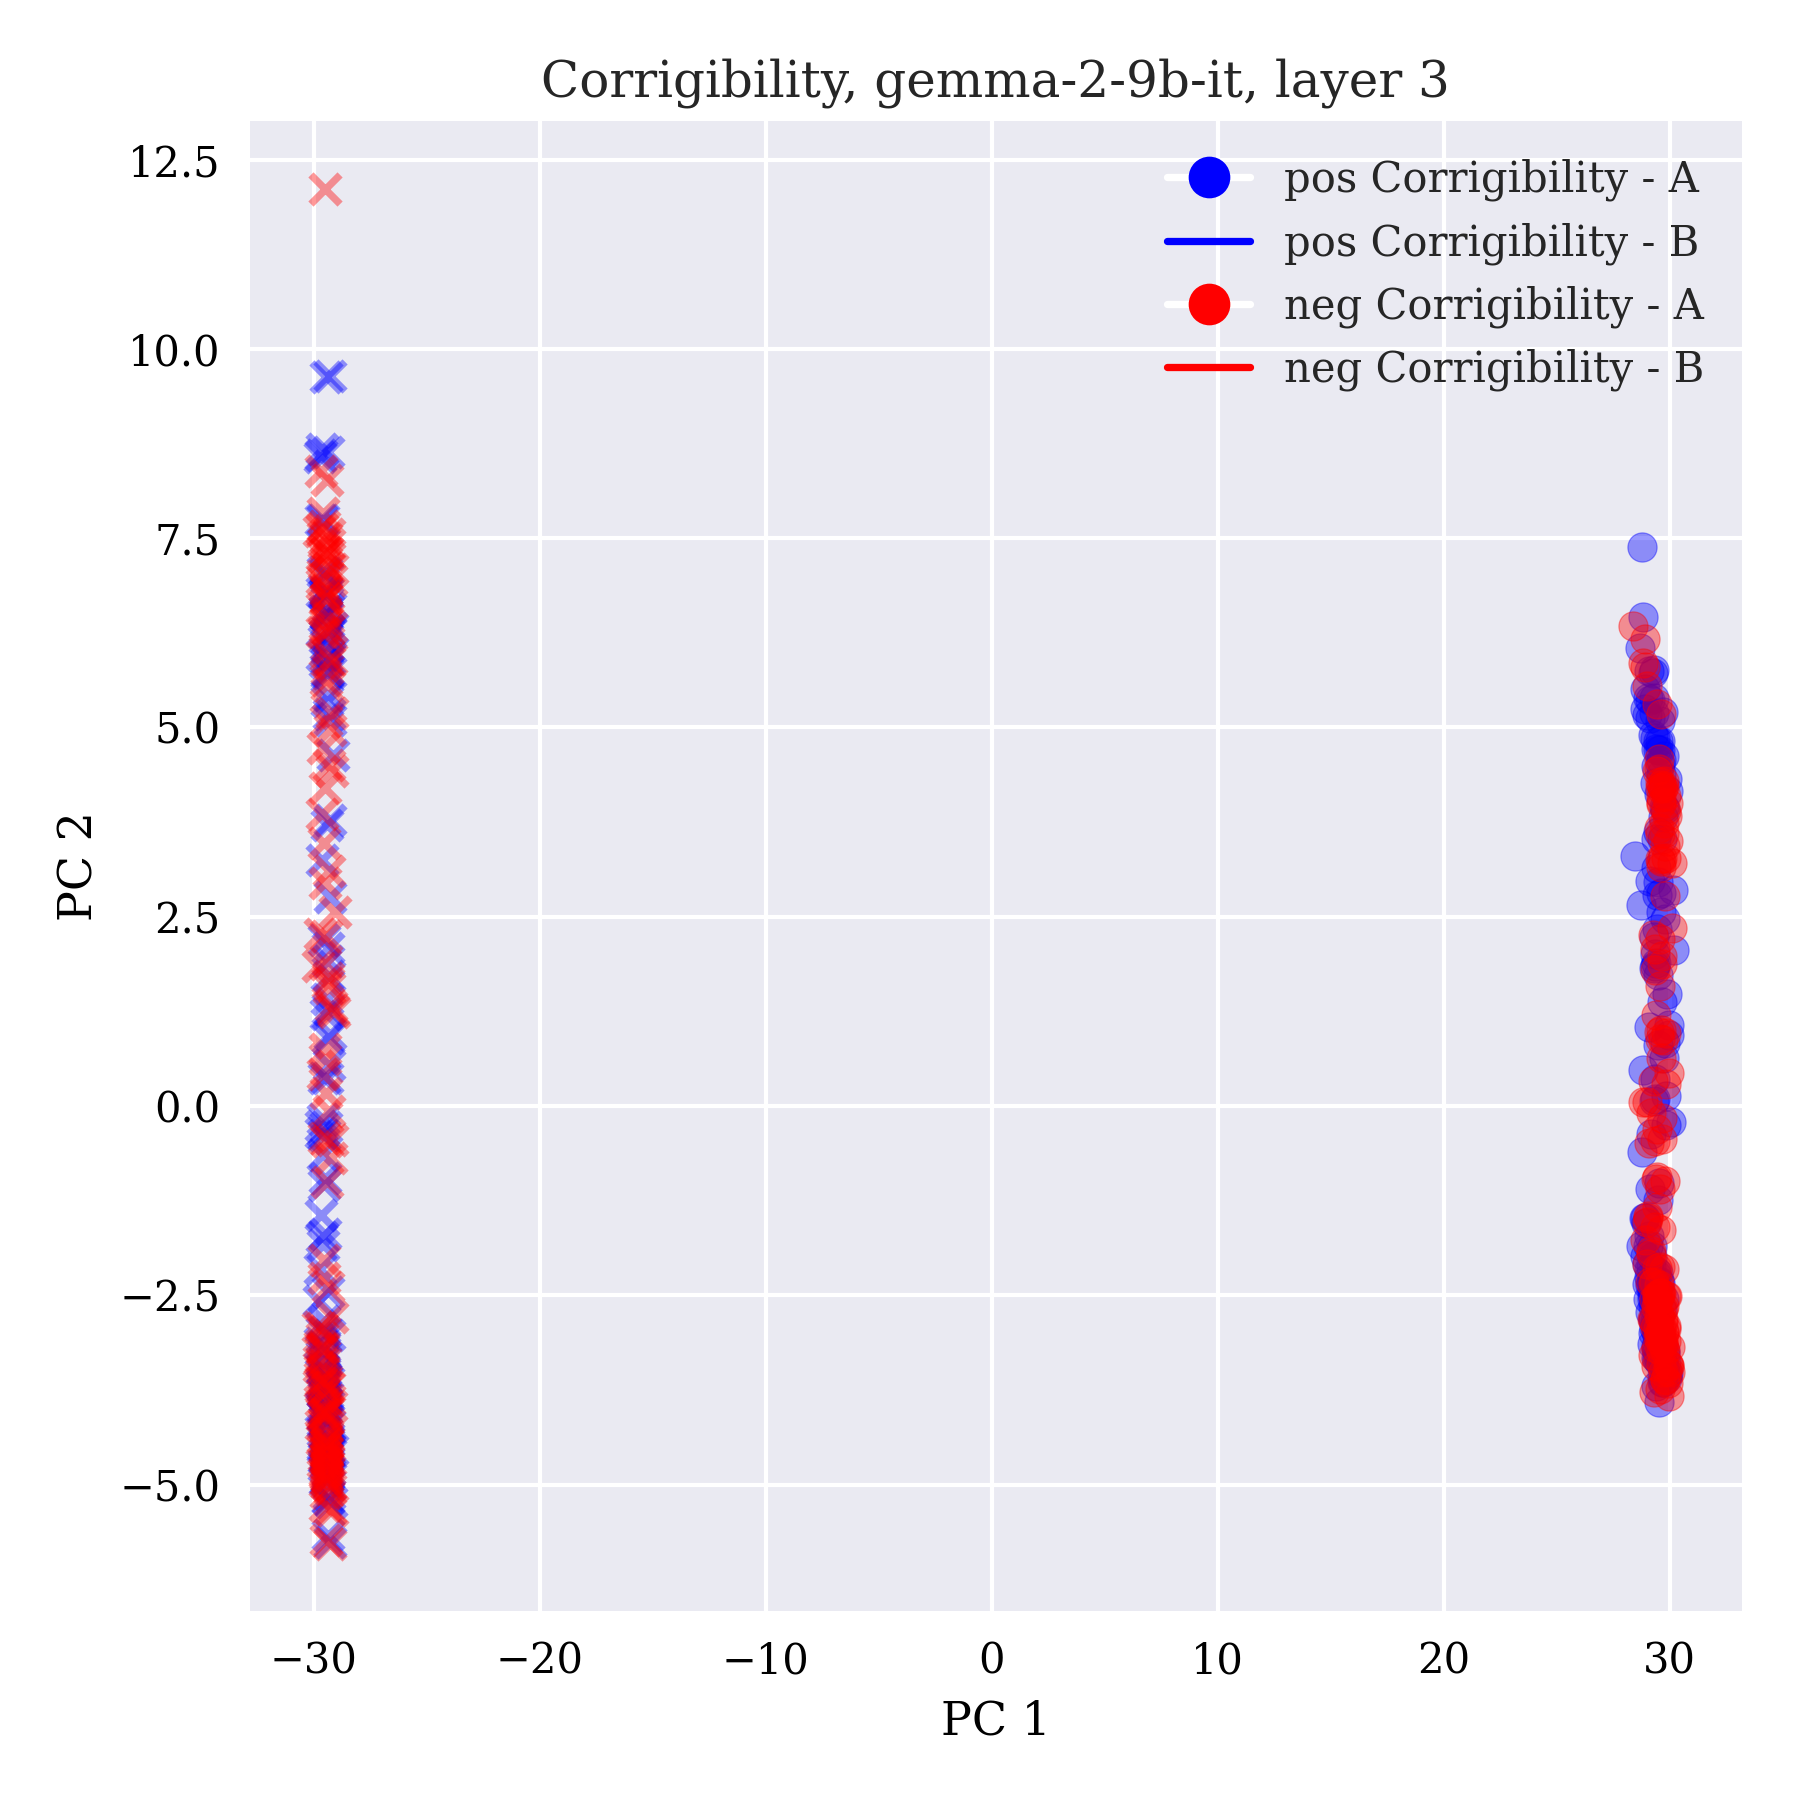 Corrigibility, gemma-2-9b-it, layer 3
pos Corrigibility - A
pos Corrigibility - B
neg Corrigibility - A
neg Corrigibility - B
12.5
10.0
7.5
5.0
2.5
0.0
−2.5
−5.0
PC 2
−30
−20
−10
0
10
20
30
PC 1